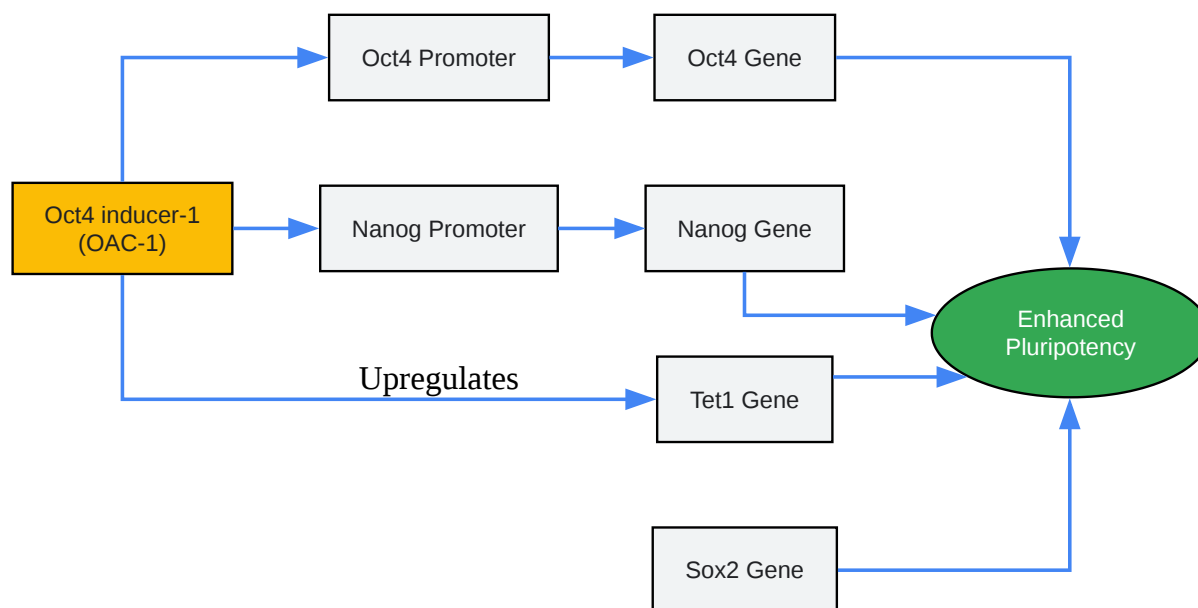 Oct4 Promoter
Oct4 Gene
Oct4 inducer-1
(OAC-1)
Nanog Promoter
Nanog Gene
Enhanced
Pluripotency
Upregulates
Tet1 Gene
Sox2 Gene